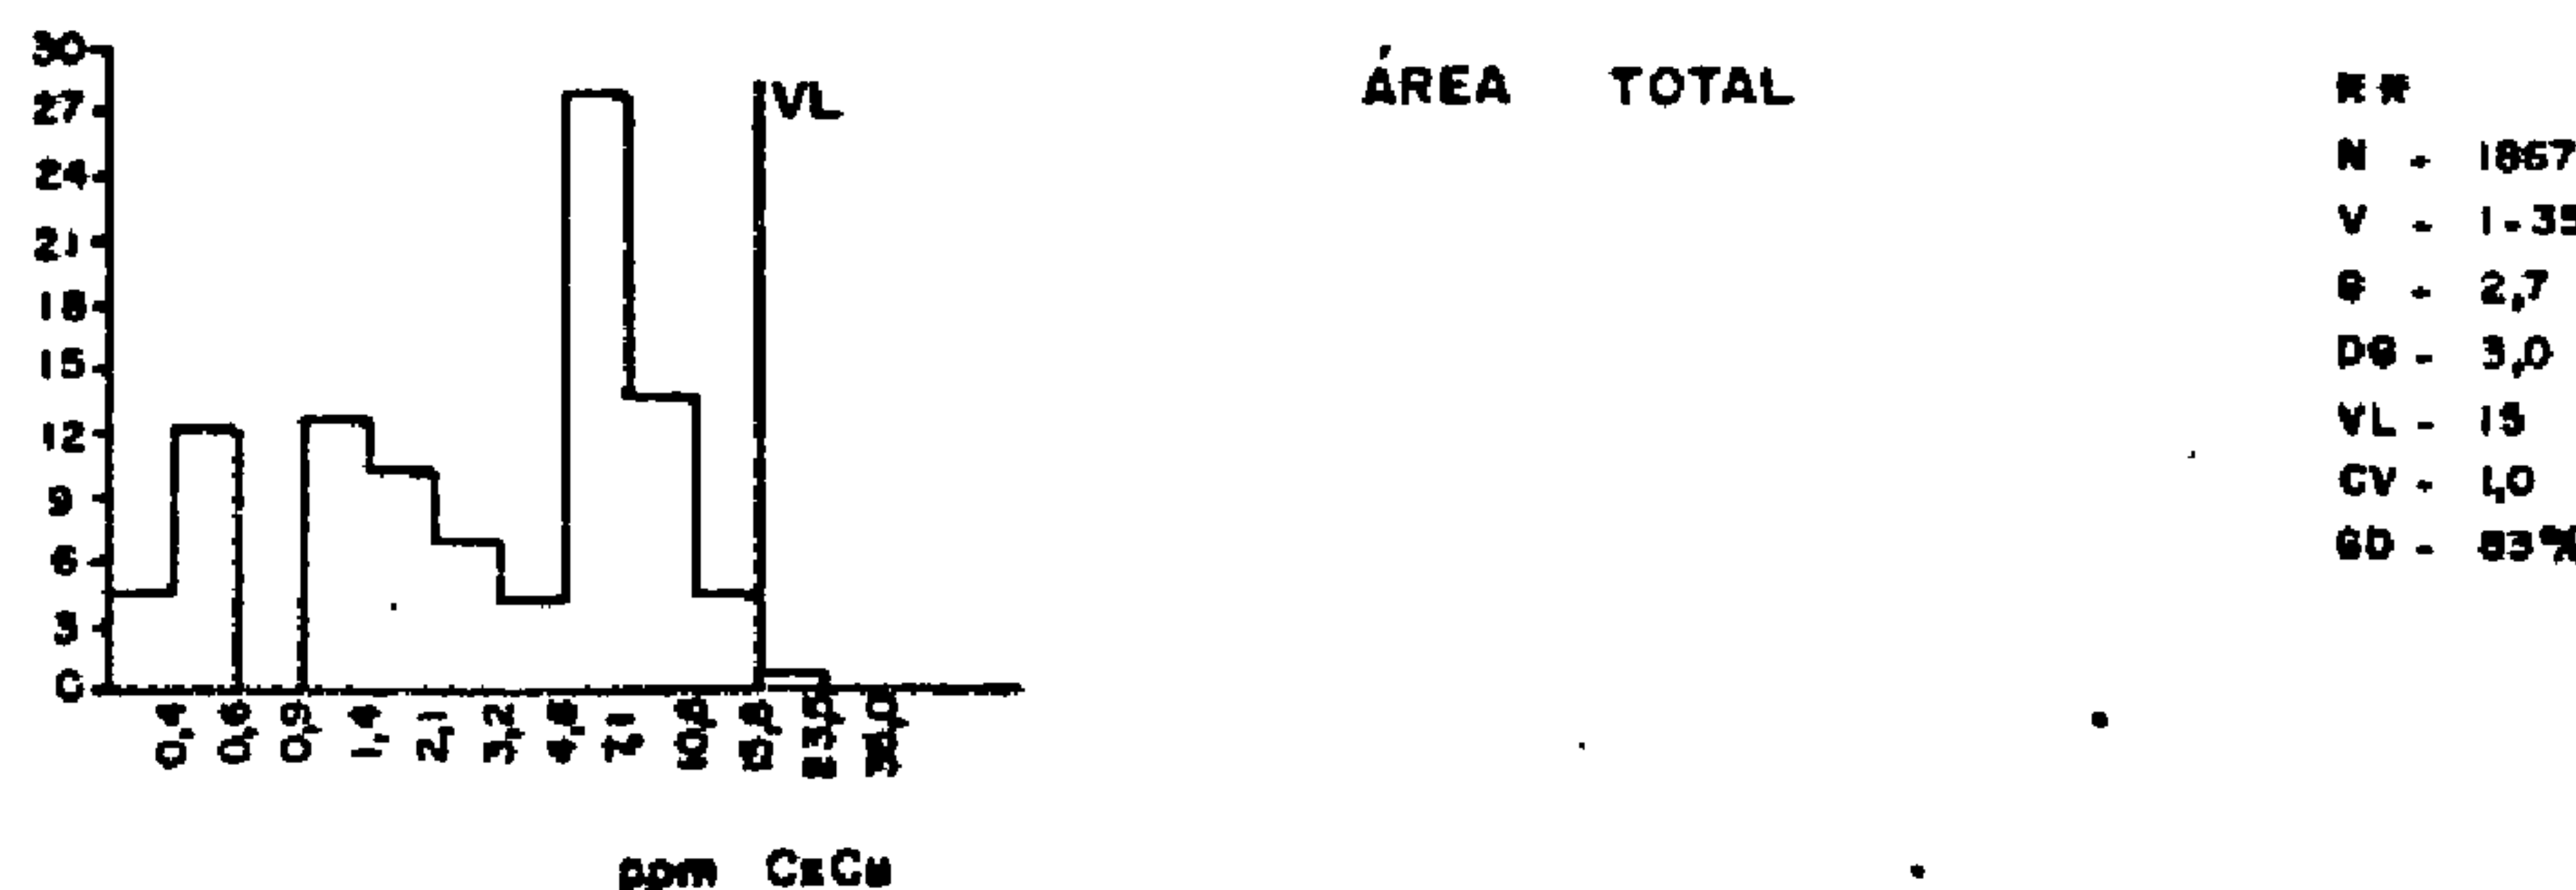 ÁREA TOTAL
**
N - 1867
V - 1-35
G - 2,7
DG - 3,0
VL - 15
CV - 1,0
GD - 83%
VL
30
27
24
21
18
15
12
9
6
3
0
0,4
0,6
0,9
1,4
2,1
3,2
4,8
7,1
10,6
15,8
23,5
ppm CxCu